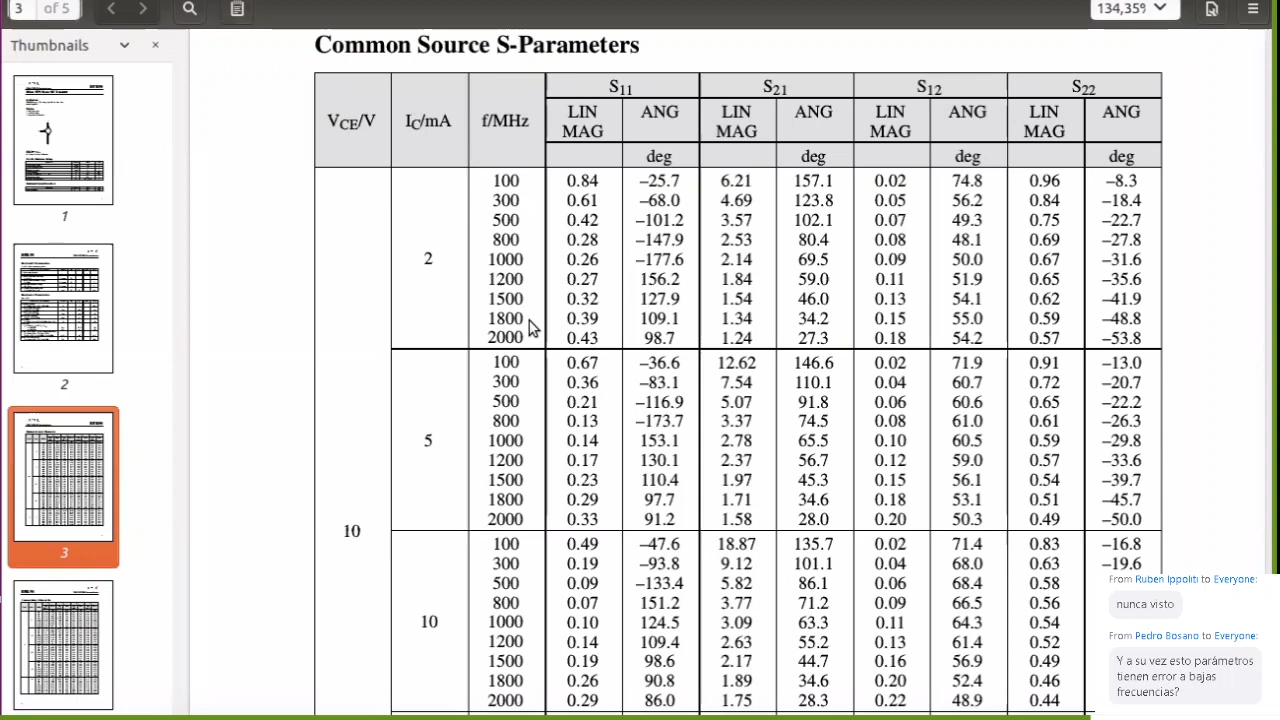 3 of 5
134,35%
Thumbnails
1
2
3
Common Source S-Parameters
VCE/V IC/mA f/MHz S11 S21 S12 S22
LIN MAG ANG LIN MAG ANG LIN MAG ANG LIN MAG ANG
deg deg deg deg
10
2
100 0.84 –25.7 6.21 157.1 0.02 74.8 0.96 –8.3
300 0.61 –68.0 4.69 123.8 0.05 56.2 0.84 –18.4
500 0.42 –101.2 3.57 102.1 0.07 49.3 0.75 –22.7
800 0.28 –147.9 2.53 80.4 0.08 48.1 0.69 –27.8
1000 0.26 –177.6 2.14 69.5 0.09 50.0 0.67 –31.6
1200 0.27 156.2 1.84 59.0 0.11 51.9 0.65 –35.6
1500 0.32 127.9 1.54 46.0 0.13 54.1 0.62 –41.9
1800 0.39 109.1 1.34 34.2 0.15 55.0 0.59 –48.8
2000 0.43 98.7 1.24 27.3 0.18 54.2 0.57 –53.8
5
100 0.67 –36.6 12.62 146.6 0.02 71.9 0.91 –13.0
300 0.36 –83.1 7.54 110.1 0.04 60.7 0.72 –20.7
500 0.21 –116.9 5.07 91.8 0.06 60.6 0.65 –22.2
800 0.13 –173.7 3.37 74.5 0.08 61.0 0.61 –26.3
1000 0.14 153.1 2.78 65.5 0.10 60.5 0.59 –29.8
1200 0.17 130.1 2.37 56.7 0.12 59.0 0.57 –33.6
1500 0.23 110.4 1.97 45.3 0.15 56.1 0.54 –39.7
1800 0.29 97.7 1.71 34.6 0.18 53.1 0.51 –45.7
2000 0.33 91.2 1.58 28.0 0.20 50.3 0.49 –50.0
10
100 0.49 –47.6 18.87 135.7 0.02 71.4 0.83 –16.8
300 0.19 –93.8 9.12 101.1 0.04 68.0 0.63 –19.6
500 0.09 –133.4 5.82 86.1 0.06 68.4 0.58
800 0.07 151.2 3.77 71.2 0.09 66.5 0.56
1000 0.10 124.5 3.09 63.3 0.11 64.3 0.54
1200 0.14 109.4 2.63 55.2 0.13 61.4 0.52
1500 0.19 98.6 2.17 44.7 0.16 56.9 0.49
1800 0.26 90.8 1.89 34.6 0.20 52.4 0.46
2000 0.29 86.0 1.75 28.3 0.22 48.9 0.44
From Ruben Ippoliti to Everyone:
nunca visto
From Pedro Bosano to Everyone:
Y a su vez esto parámetros
tienen error a bajas
frecuencias?